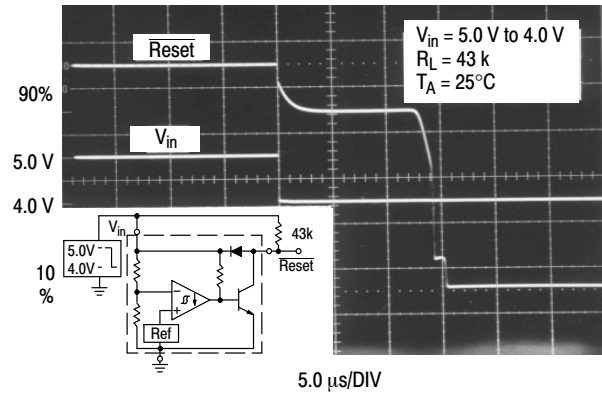 Reset
V_in = 5.0 V to 4.0 V
R_L = 43 k
T_A = 25°C
90%
V_in
5.0 V
4.0 V
V_in
43k
Reset
5.0V
4.0V
10
%
−
+
Ref
5.0 μs/DIV